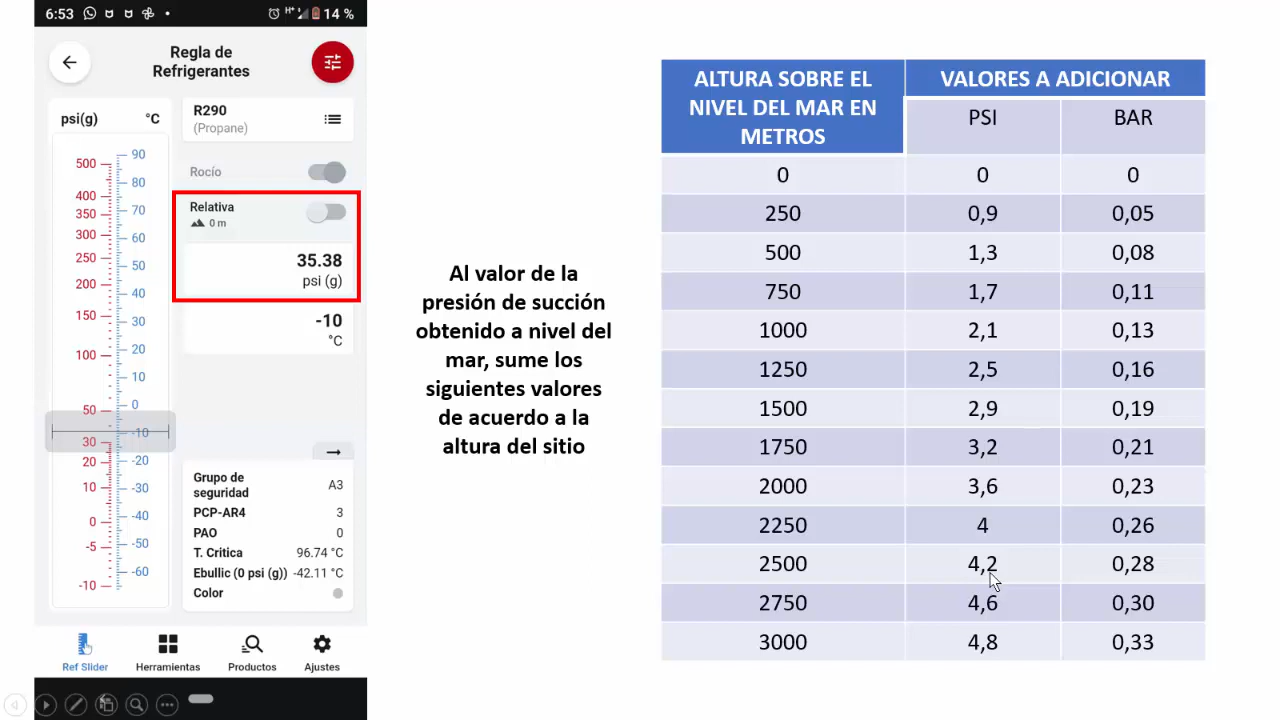 6:53
H+
14 %
Regla de
Refrigerantes
psi(g)
°C
500
400
350
300
250
200
150
100
50
30
20
10
0
-5
-10
90
80
70
60
50
40
30
20
10
0
-10
-20
-30
-40
-50
-60
R290
(Propane)
Rocío
Relativa
0 m
35.38
psi (g)
-10
°C
Grupo de
seguridad A3
PCP-AR4 3
PAO 0
T. Critica 96.74 °C
Ebullic (0 psi (g)) -42.11 °C
Color
Ref Slider Herramientas Productos Ajustes
Al valor de la
presión de succión
obtenido a nivel del
mar, sume los
siguientes valores
de acuerdo a la
altura del sitio
ALTURA SOBRE EL
NIVEL DEL MAR EN
METROS
VALORES A ADICIONAR
PSI BAR
0 0 0
250 0,9 0,05
500 1,3 0,08
750 1,7 0,11
1000 2,1 0,13
1250 2,5 0,16
1500 2,9 0,19
1750 3,2 0,21
2000 3,6 0,23
2250 4 0,26
2500 4,2 0,28
2750 4,6 0,30
3000 4,8 0,33